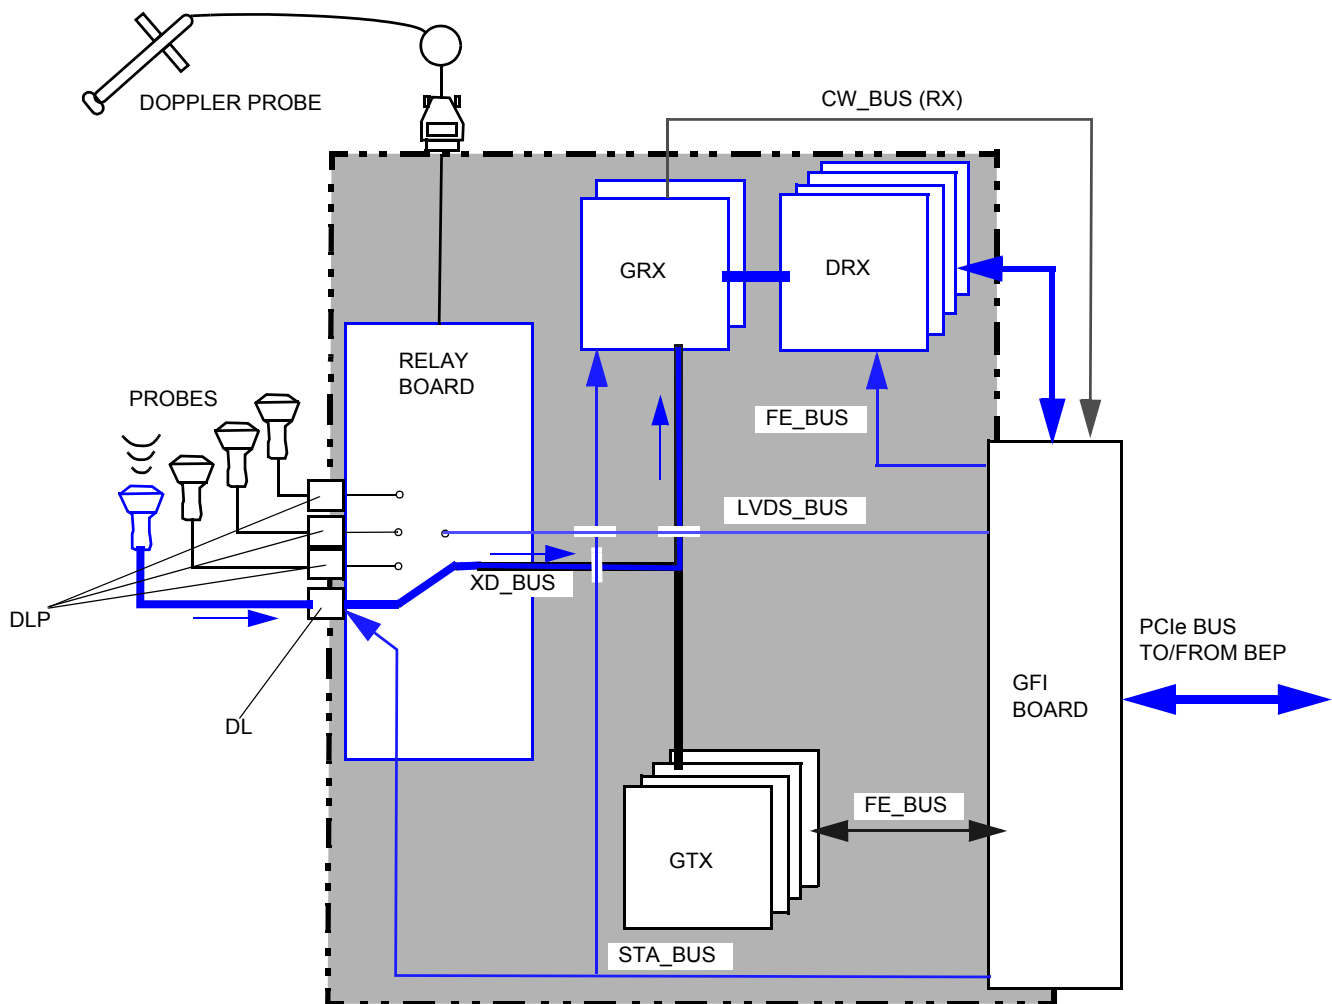 CW_BUS (RX)
DOPPLER PROBE
GRX
DRX
RELAY
BOARD
PROBES
FE_BUS
LVDS_BUS
XD_BUS
DLP
PCIe BUS
TO/FROM BEP
GFI
BOARD
DL
FE_BUS
GTX
STA_BUS